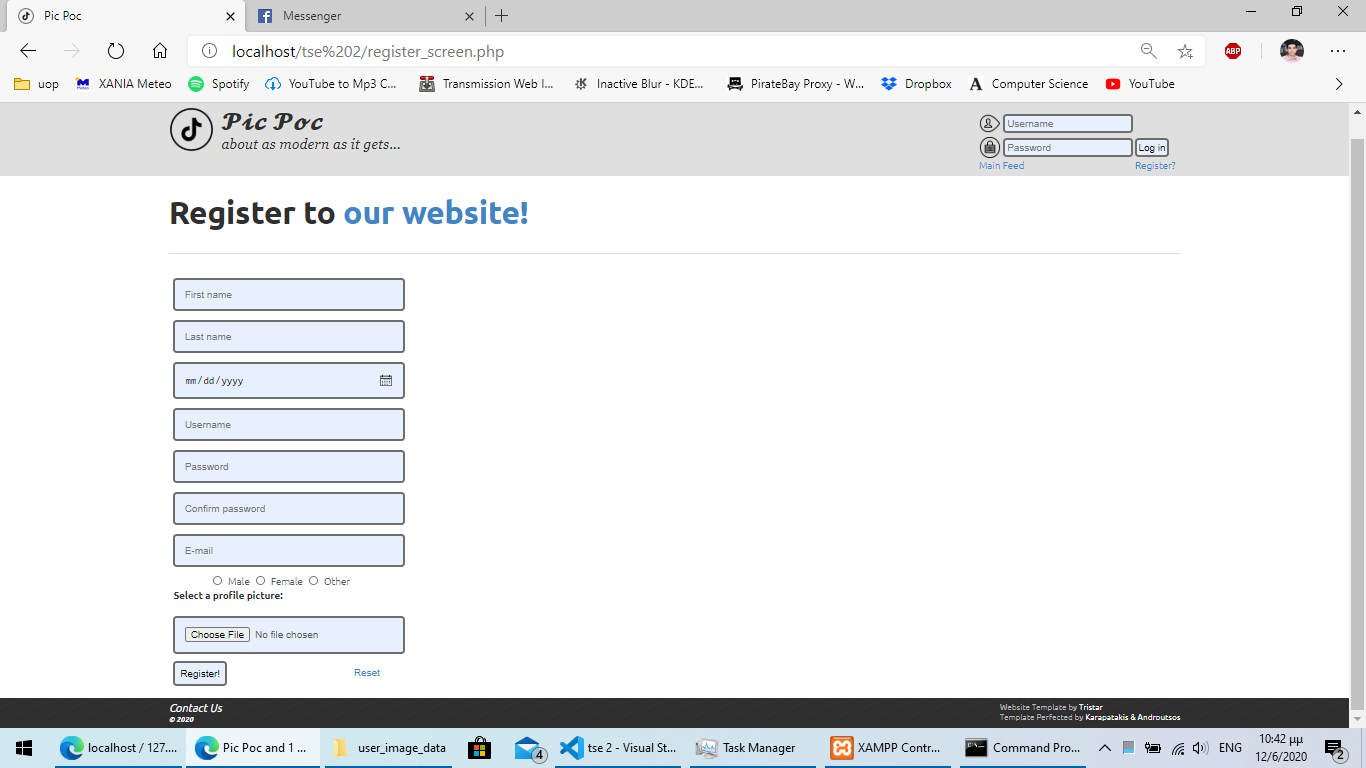 Pic Poc
Messenger
localhost/tse%202/register_screen.php
ABP
uop
XANIA Meteo
Spotify
YouTube to Mp3 C...
Transmission Web I...
Inactive Blur - KDE...
PirateBay Proxy - W...
Dropbox
Computer Science
YouTube
Pic Poc
about as modern as it gets...
Username
Password
Log in
Main Feed
Register?
Register to our website!
First name
Last name
mm/dd/yyyy
Username
Password
Confirm password
E-mail
Male Female Other
Select a profile picture:
Choose File No file chosen
Register!
Reset
Contact Us
© 2020
Website Template by Tristar
Template Perfected by Karapatakis & Androutsos
localhost / 127....
Pic Poc and 1 ...
user_image_data
4
tse 2 - Visual St...
Task Manager
XAMPP Contr...
Command Pro...
ENG
10:42 μμ
12/6/2020
2